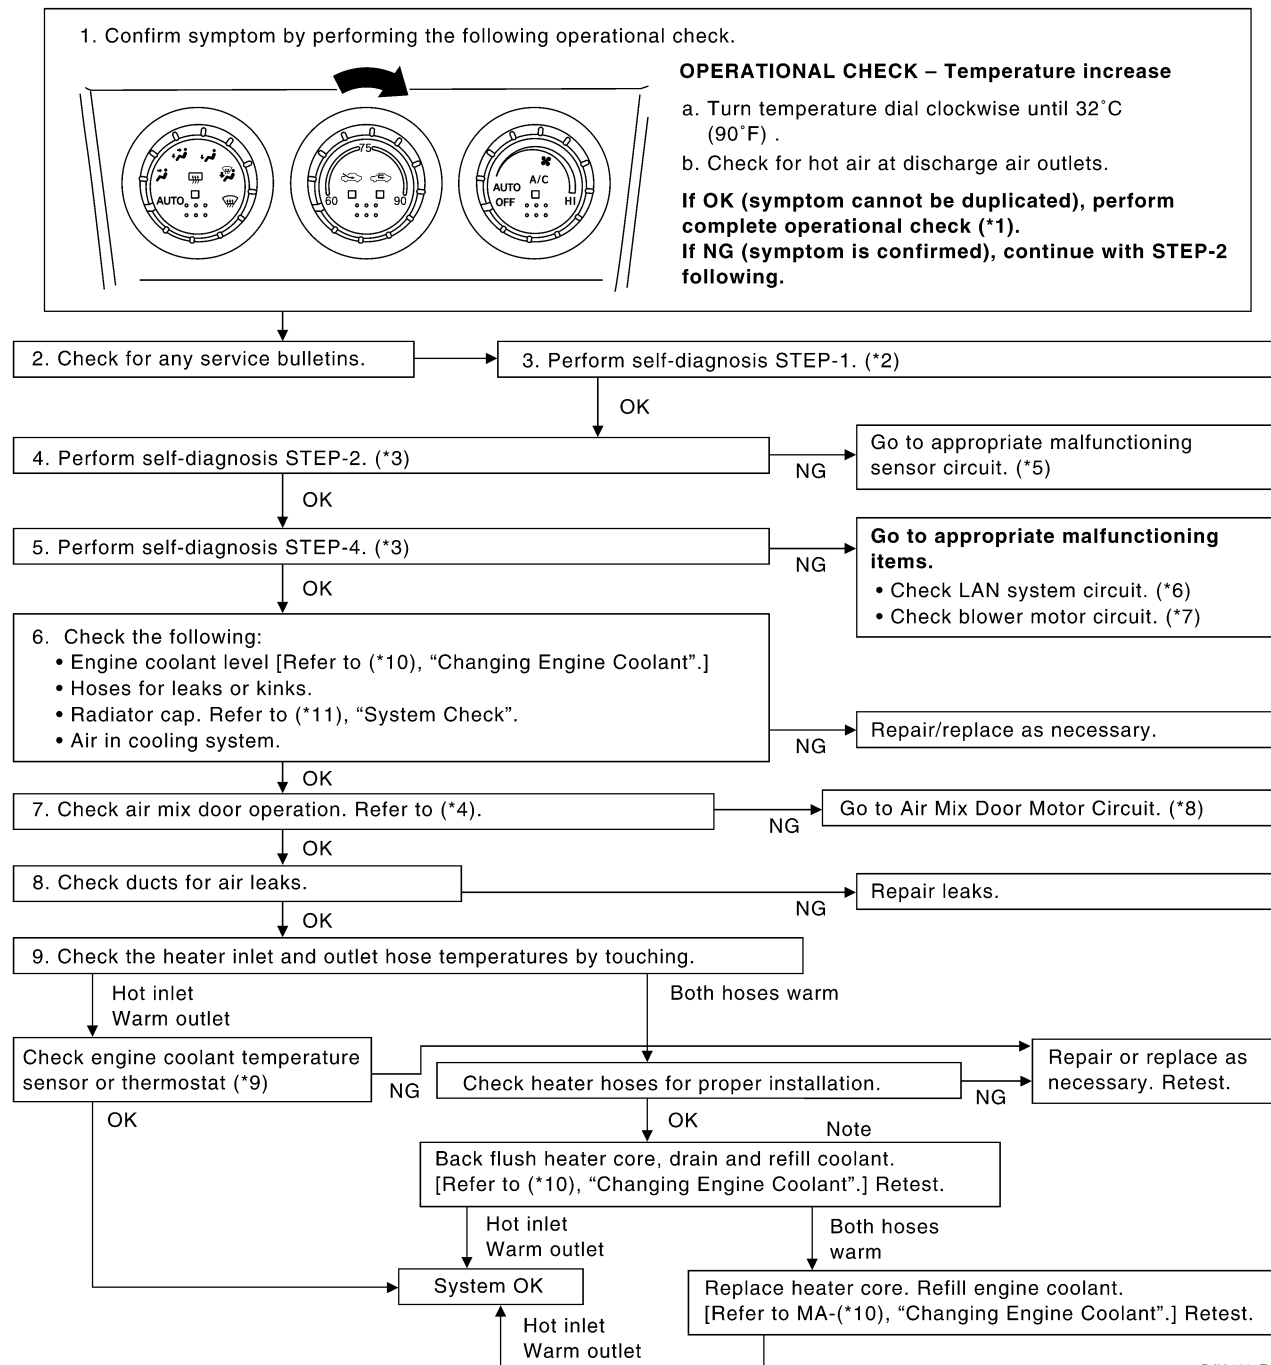 1. Confirm symptom by performing the following operational check.
OPERATIONAL CHECK – Temperature increase
a. Turn temperature dial clockwise until 32˚C
(90˚F) .
b. Check for hot air at discharge air outlets.
If OK (symptom cannot be duplicated), perform
complete operational check (*1).
If NG (symptom is confirmed), continue with STEP-2
following.
AUTO
75
60
90
A/C
AUTO
OFF
HI
2. Check for any service bulletins.
3. Perform self-diagnosis STEP-1. (*2)
OK
4. Perform self-diagnosis STEP-2. (*3)
NG
Go to appropriate malfunctioning
sensor circuit. (*5)
OK
5. Perform self-diagnosis STEP-4. (*3)
NG
Go to appropriate malfunctioning
items.
• Check LAN system circuit. (*6)
• Check blower motor circuit. (*7)
OK
6. Check the following:
• Engine coolant level [Refer to (*10), “Changing Engine Coolant”.]
• Hoses for leaks or kinks.
• Radiator cap. Refer to (*11), “System Check”.
• Air in cooling system.
NG
Repair/replace as necessary.
OK
7. Check air mix door operation. Refer to (*4).
NG
Go to Air Mix Door Motor Circuit. (*8)
OK
8. Check ducts for air leaks.
NG
Repair leaks.
OK
9. Check the heater inlet and outlet hose temperatures by touching.
Hot inlet
Warm outlet
Both hoses warm
Check engine coolant temperature
sensor or thermostat (*9)
NG
Check heater hoses for proper installation.
NG
Repair or replace as
necessary. Retest.
OK
OK
Note
Back flush heater core, drain and refill coolant.
[Refer to (*10), “Changing Engine Coolant”.] Retest.
Hot inlet
Warm outlet
Both hoses
warm
System OK
Replace heater core. Refill engine coolant.
[Refer to MA-(*10), “Changing Engine Coolant”.] Retest.
Hot inlet
Warm outlet